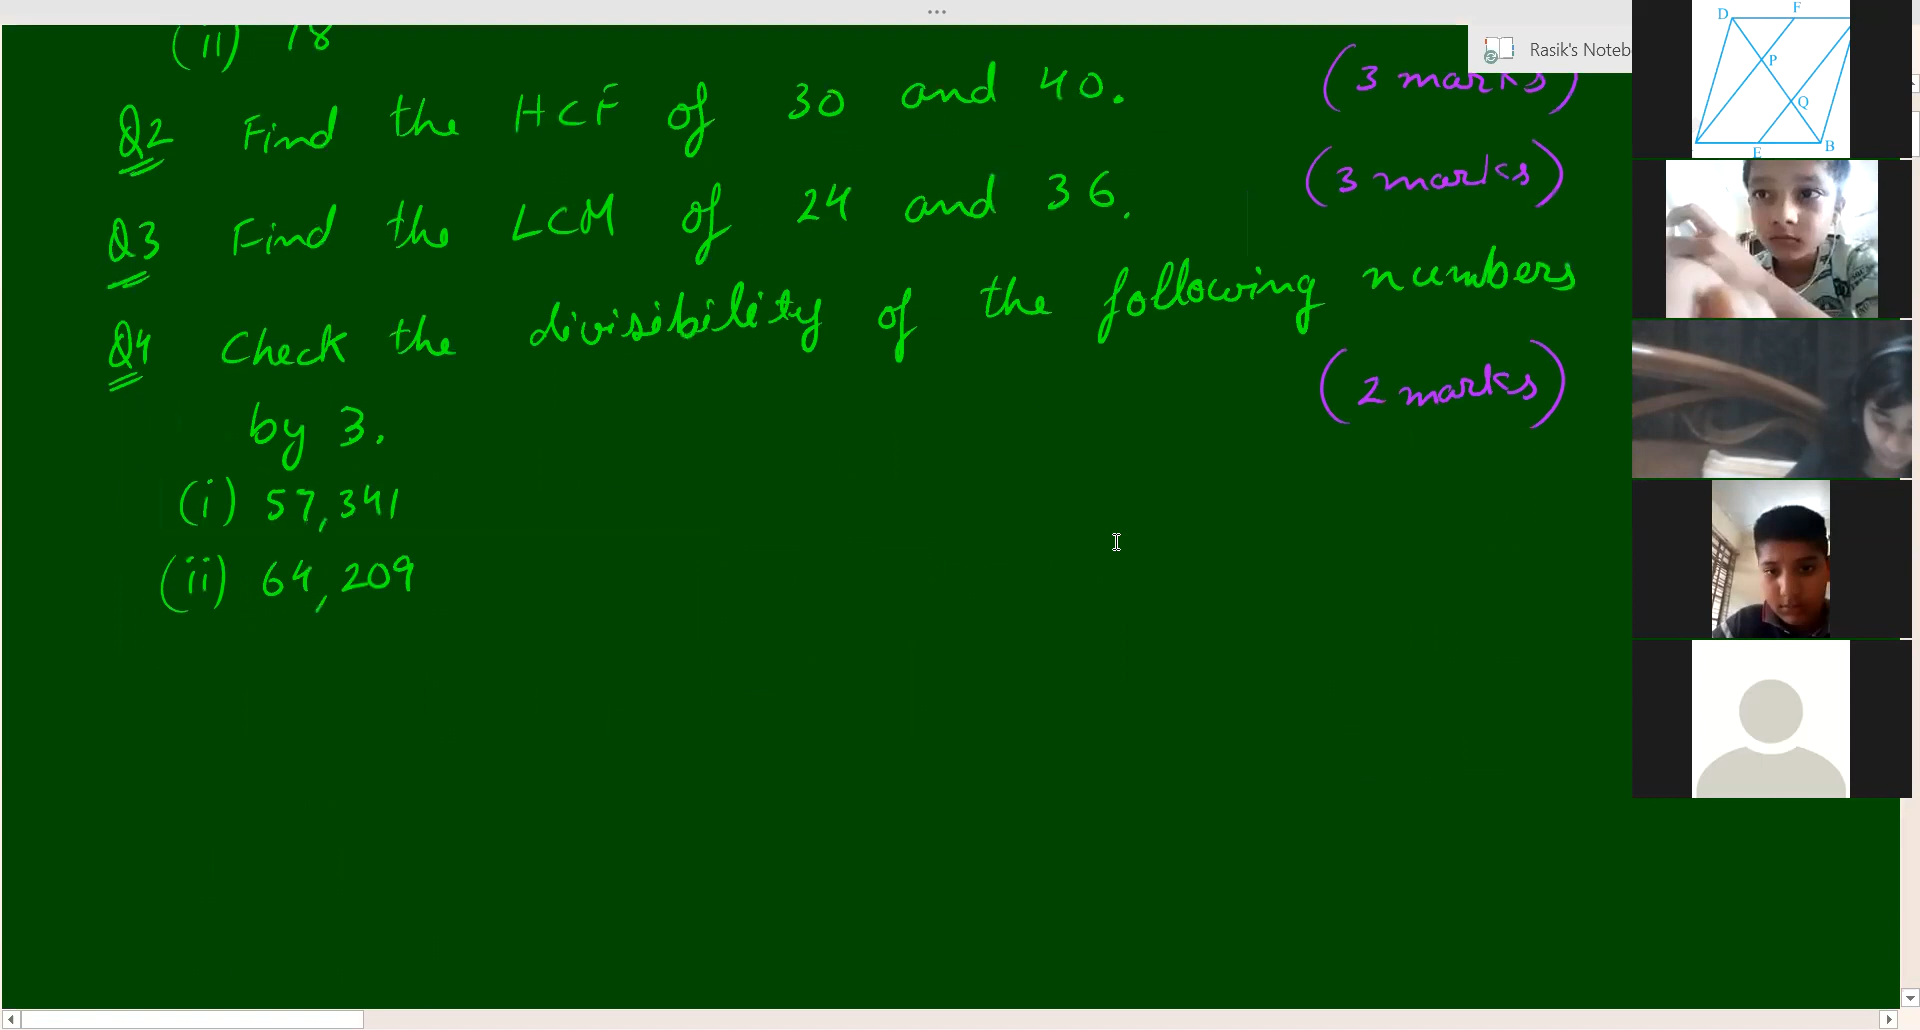 (ii) 18
Q2 Find the HCF of 30 and 40. (3 marks)
Q3 Find the LCM of 24 and 36. (3 marks)
Q4 Check the divisibility of the following numbers
by 3. (2 marks)
(i) 57,341
(ii) 64,209
Rasik's Noteb
D F
P
Q
E B